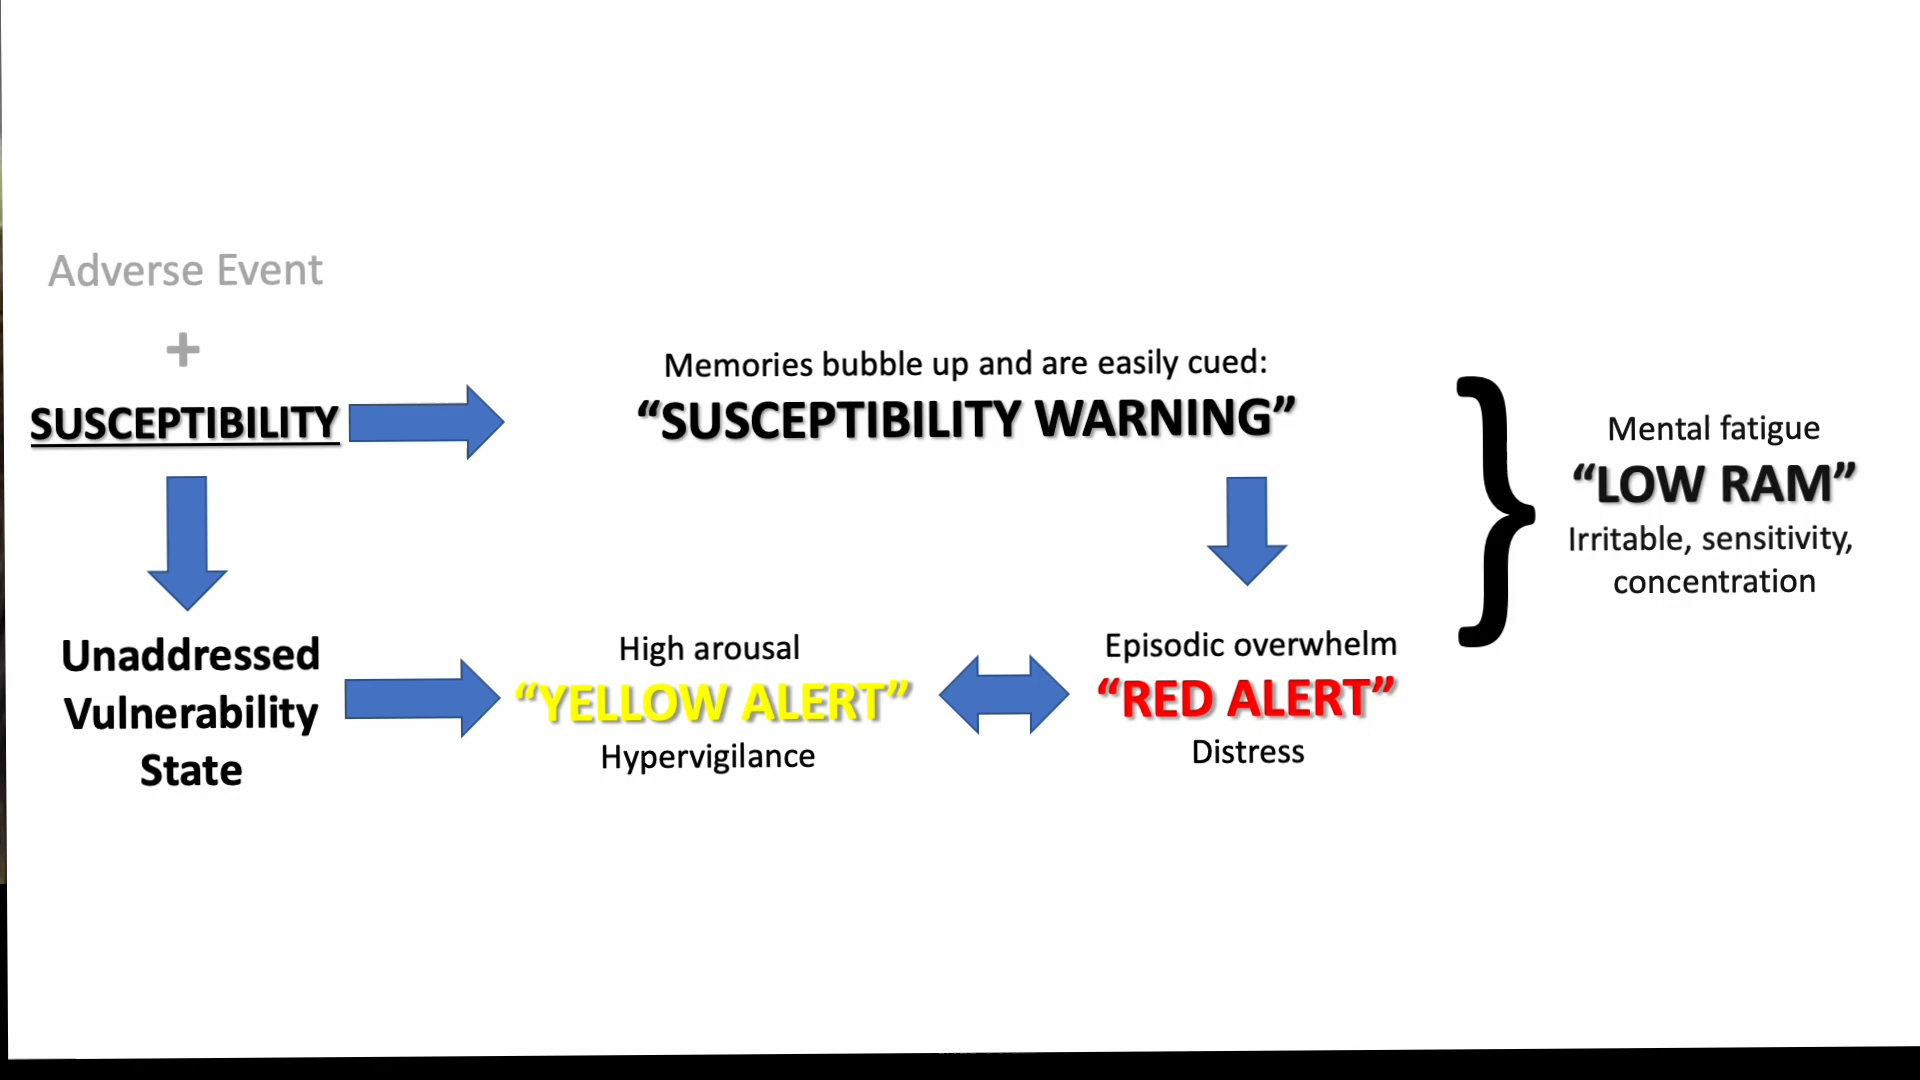 Adverse Event
+
SUSCEPTIBILITY
Memories bubble up and are easily cued:
“SUSCEPTIBILITY WARNING”
Unaddressed
Vulnerability
State
High arousal
“YELLOW ALERT”
Hypervigilance
Episodic overwhelm
“RED ALERT”
Distress
}
Mental fatigue
“LOW RAM”
Irritable, sensitivity,
concentration